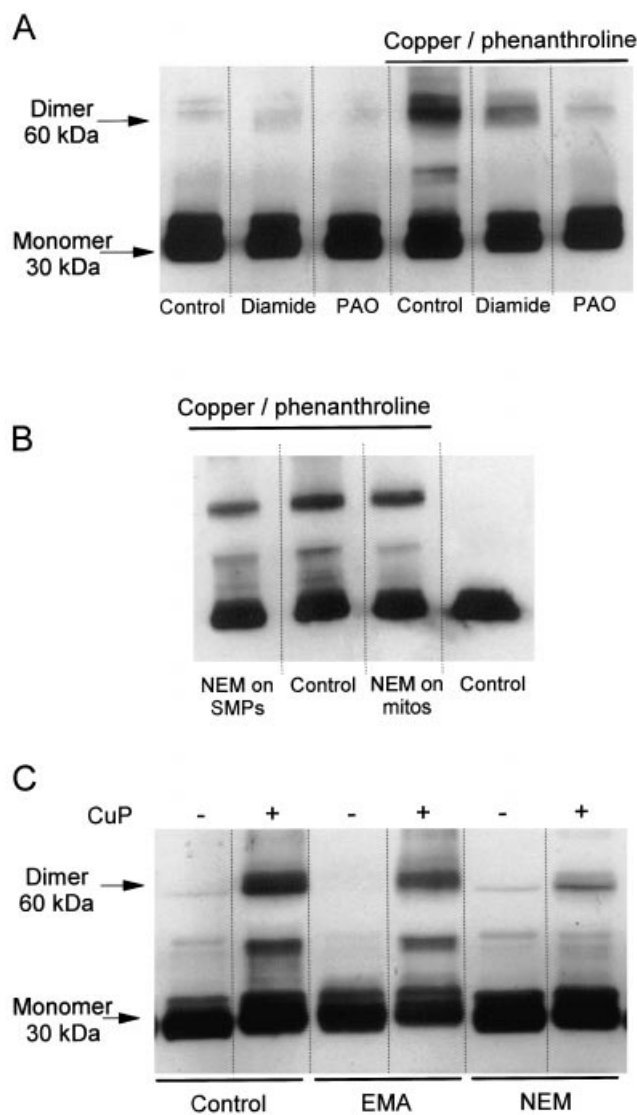 A
Copper / phenanthroline
Dimer
60 kDa
Monomer
30 kDa
Control Diamide PAO Control Diamide PAO
Copper / phenanthroline
B
NEM on SMPs Control NEM on mitos Control
C
CuP - + - + - +
Dimer
60 kDa
Monomer
30 kDa
Control EMA NEM